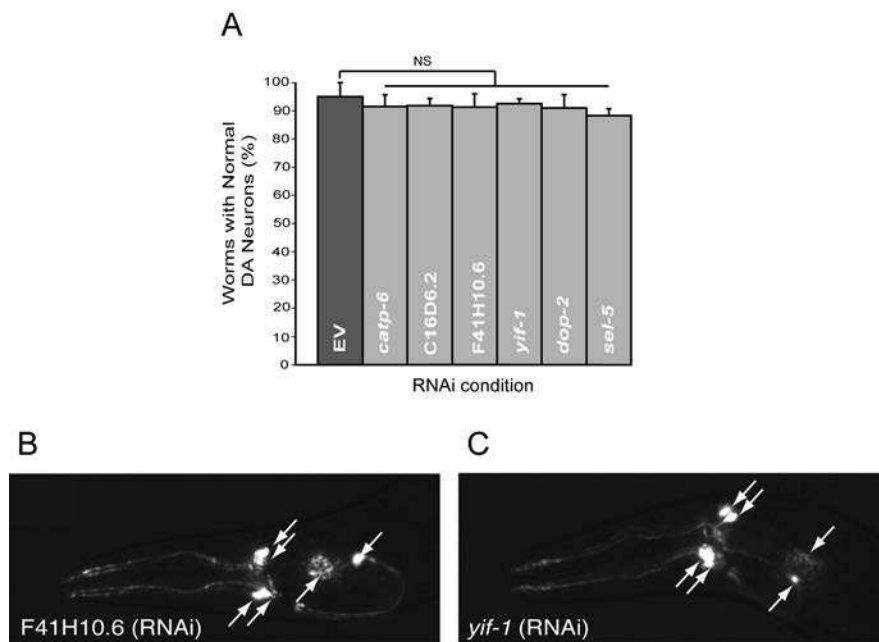 A
NS
Worms with Normal
DA Neurons (%)
100
90
80
70
60
50
40
30
20
10
0
EV
catp-6
C16D6.2
F41H10.6
yif-1
dop-2
sel-5
RNAi condition
B
F41H10.6 (RNAi)
C
yif-1 (RNAi)